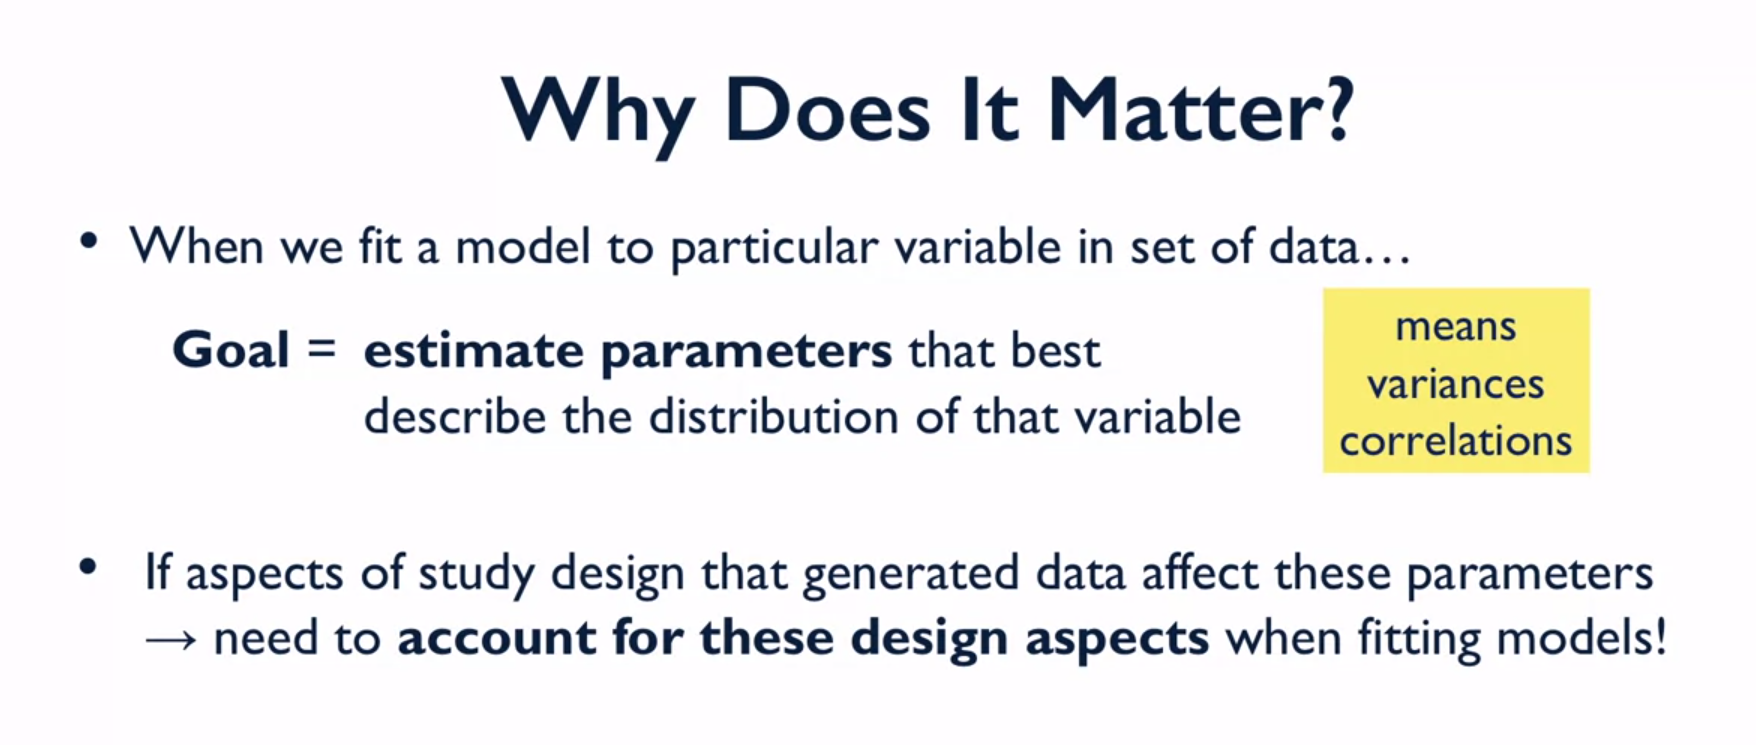 Why Does It Matter?
• When we fit a model to particular variable in set of data...
Goal = estimate parameters that best
describe the distribution of that variable
means
variances
correlations
• If aspects of study design that generated data affect these parameters
→ need to account for these design aspects when fitting models!